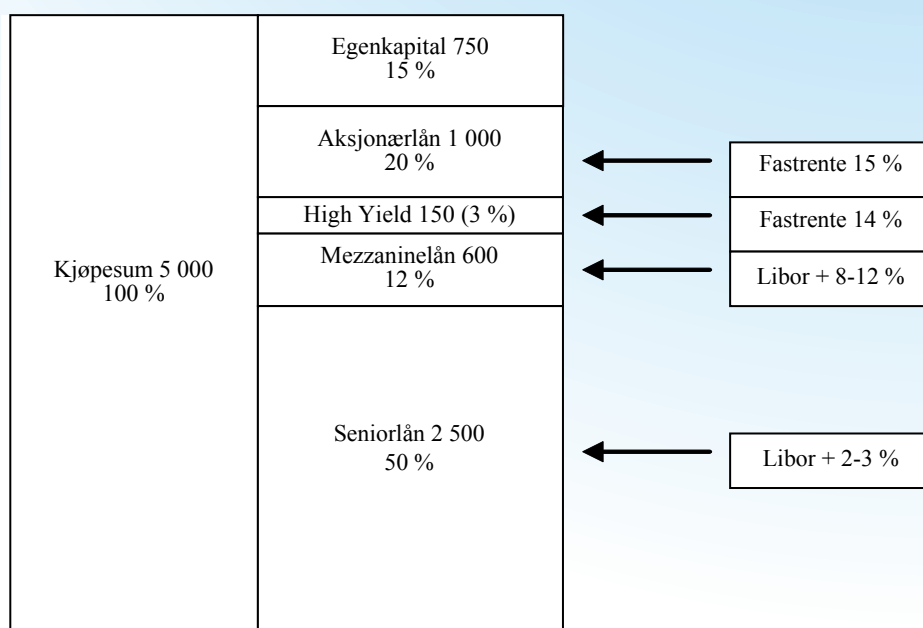 Egenkapital 750
15 %
Aksjonærlån 1 000
20 %
Fastrente 15 %
High Yield 150 (3 %)
Fastrente 14 %
Kjøpesum 5 000
100 %
Mezzaninelån 600
12 %
Libor + 8-12 %
Seniorlån 2 500
50 %
Libor + 2-3 %